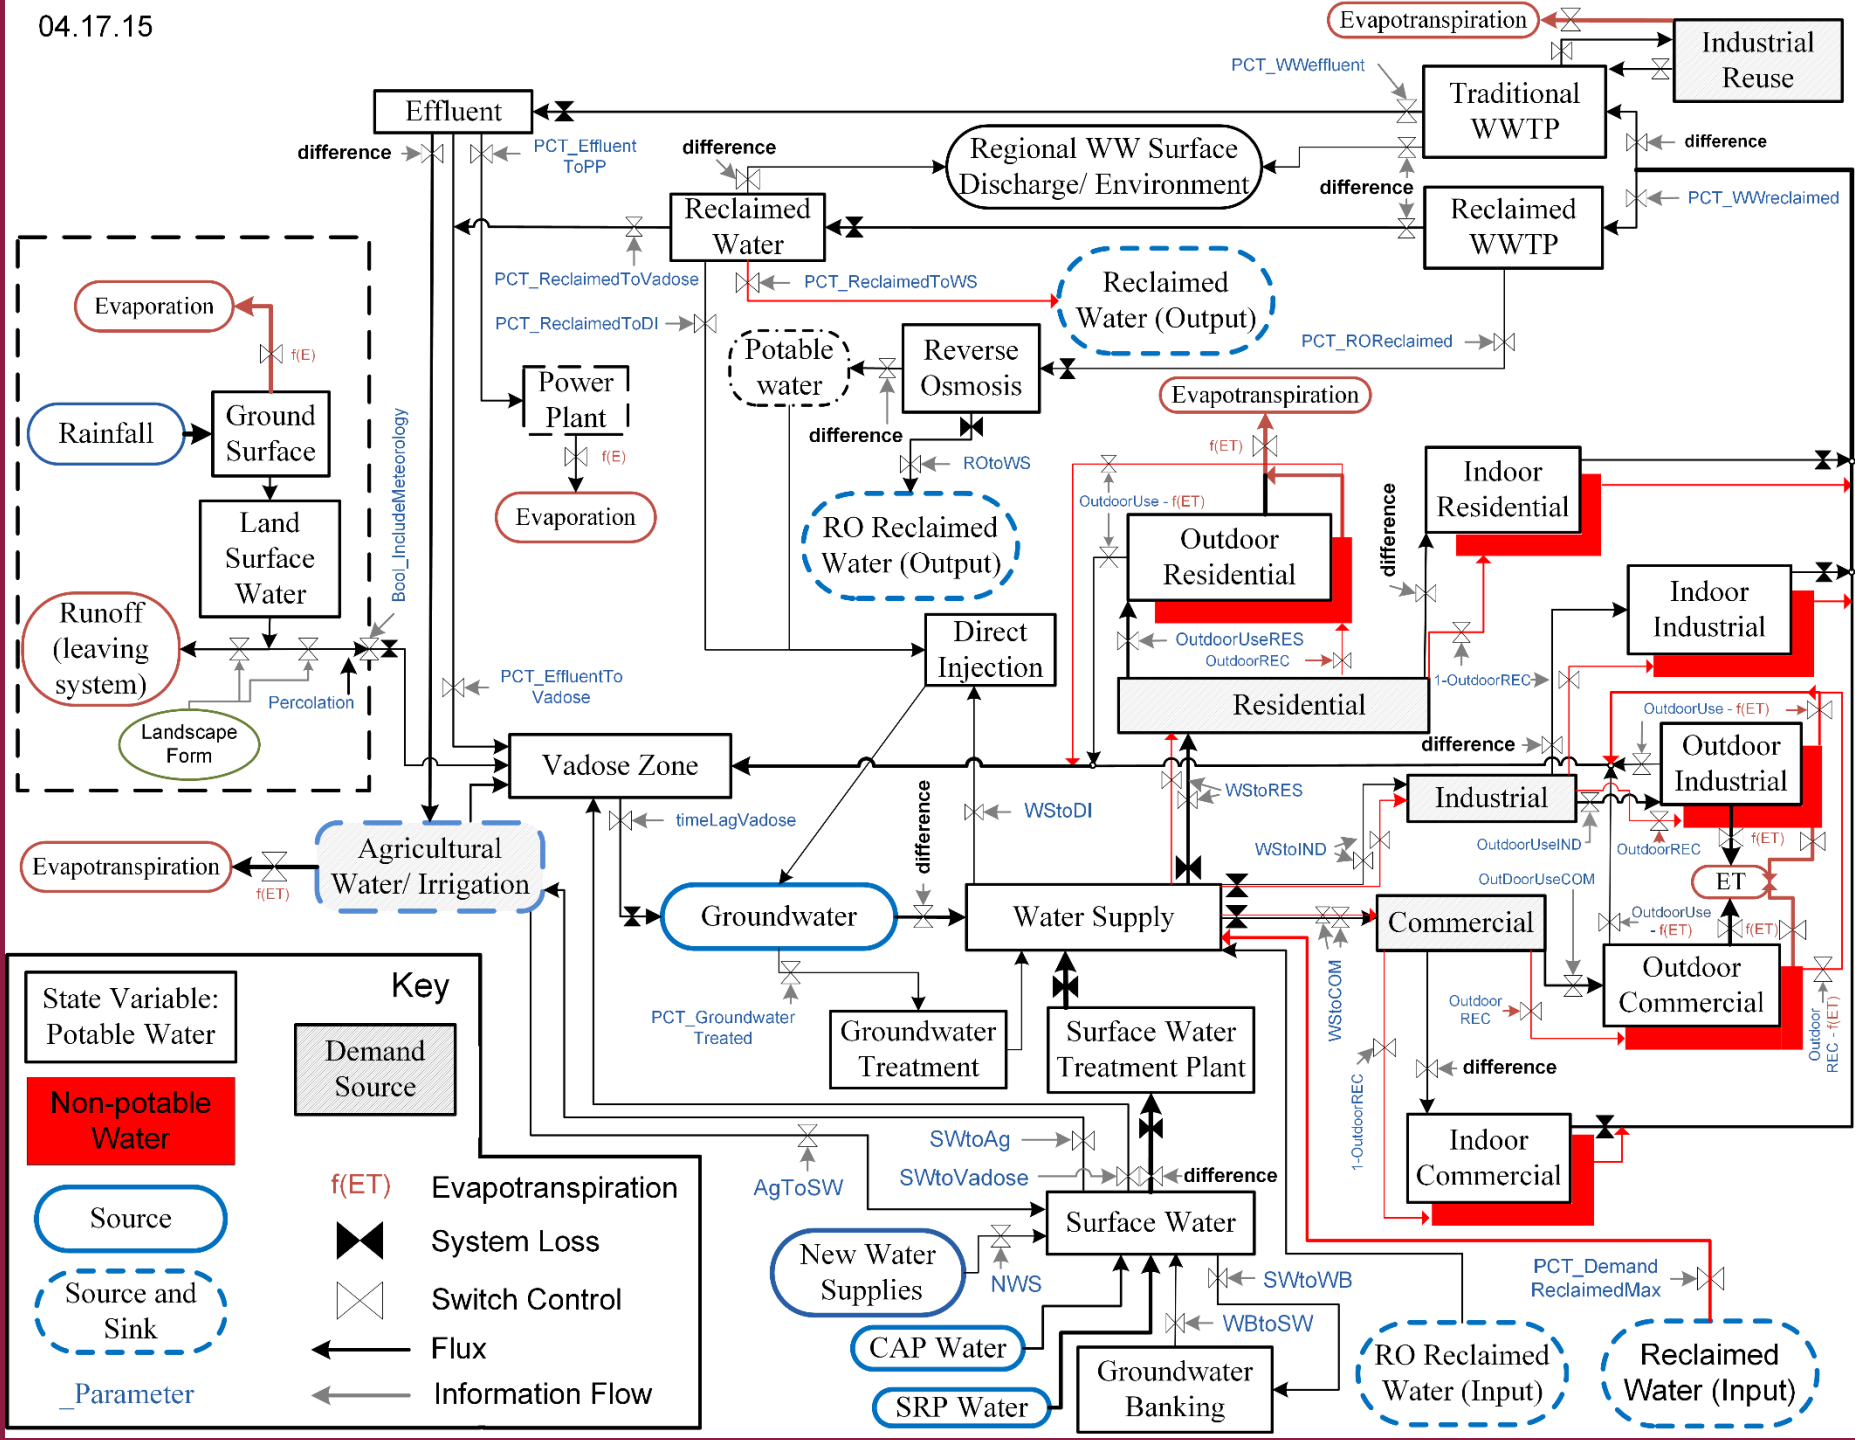 04.17.15
Evapotranspiration
Industrial
Reuse
PCT_WWeffluent
Traditional
WWTP
difference
Effluent
difference
PCT_Effluent
ToPP
difference
Regional WW Surface
Discharge/ Environment
difference
PCT_WWreclaimed
Reclaimed
Water
Reclaimed
WWTP
PCT_ReclaimedToVadose
PCT_ReclaimedToWS
Reclaimed
Water (Output)
PCT_ReclaimedToDI
PCT_ROReclaimed
Evaporation
f(E)
Potable
water
Reverse
Osmosis
difference
ROtoWS
RO Reclaimed
Water (Output)
Power
Plant
f(E)
Evaporation
Rainfall
Ground
Surface
Land
Surface
Water
Bool_IncludeMeteorology
Runoff
(leaving
system)
Percolation
Landscape
Form
Evapotranspiration
f(ET)
OutdoorUse - f(ET)
Outdoor
Residential
difference
Indoor
Residential
Indoor
Industrial
OutdoorUseRES
OutdoorREC
1-OutdoorREC
Direct
Injection
Residential
PCT_EffluentTo
Vadose
Vadose Zone
timeLagVadose
difference
WStoDI
WStoRES
difference
OutdoorUse - f(ET)
Outdoor
Industrial
Industrial
WStoIND
OutdoorUseIND
OutdoorREC
f(ET)
OutDoorUseCOM
ET
Evapotranspiration
f(ET)
Agricultural
Water/ Irrigation
Groundwater
Water Supply
Commercial
OutdoorUse
- f(ET)
f(ET)
Outdoor
Commercial
WStoCOM
Outdoor
REC
Outdoor
REC - f(ET)
1-OutdoorREC
difference
Indoor
Commercial
PCT_Groundwater
Treated
Groundwater
Treatment
Surface Water
Treatment Plant
SWtoAg
SWtoVadose
difference
AgToSW
Surface Water
New Water
Supplies
NWS
SWtoWB
WBtoSW
CAP Water
SRP Water
Groundwater
Banking
PCT_Demand
ReclaimedMax
RO Reclaimed
Water (Input)
Reclaimed
Water (Input)
Key
State Variable:
Potable Water
Demand
Source
Non-potable
Water
Source
Source and
Sink
_Parameter
f(ET)
Evapotranspiration
System Loss
Switch Control
Flux
Information Flow